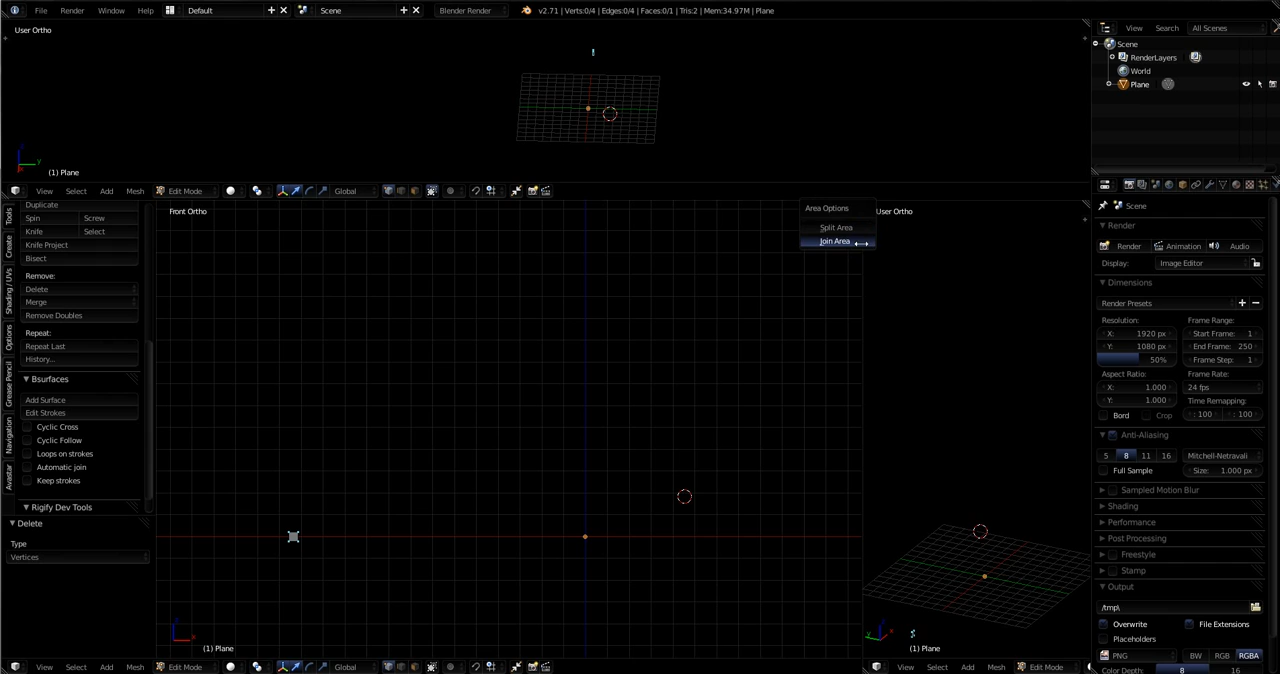 File Render Window Help Default Scene Blender Render v2.71 | Verts:0/4 | Edges:0/4 | Faces:0/1 | Tris:2 | Mem:34.97M | Plane
User Ortho
(1) Plane
View Select Add Mesh Edit Mode Global
View Search All Scenes
Scene
RenderLayers
World
Plane
Tools
Create
Shading / UVs
Options
Grease Pencil
Navigation
Avastar
Duplicate
Spin Screw
Knife Select
Knife Project
Bisect
Remove:
Delete
Merge
Remove Doubles
Repeat:
Repeat Last
History...
Bsurfaces
Add Surface
Edit Strokes
Cyclic Cross
Cyclic Follow
Loops on strokes
Automatic join
Keep strokes
Rigify Dev Tools
Delete
Type
Vertices
Front Ortho
(1) Plane
View Select Add Mesh Edit Mode Global
Area Options
Split Area
Join Area
User Ortho
(1) Plane
View Select Add Mesh Edit Mode
Scene
Render
Render Animation Audio
Display: Image Editor
Dimensions
Render Presets
Resolution: Frame Range:
X: 1920 px Start Frame: 1
Y: 1080 px End Frame: 250
50% Frame Step: 1
Aspect Ratio: Frame Rate:
X: 1.000 24 fps
Y: 1.000 Time Remapping:
Bord Crop : 100 : 100
Anti-Aliasing
5 8 11 16 Mitchell-Netravali
Full Sample Size: 1.000 px
Sampled Motion Blur
Shading
Performance
Post Processing
Freestyle
Stamp
Output
/tmp\
Overwrite File Extensions
Placeholders
PNG BW RGB RGBA
Color Depth: 8 16